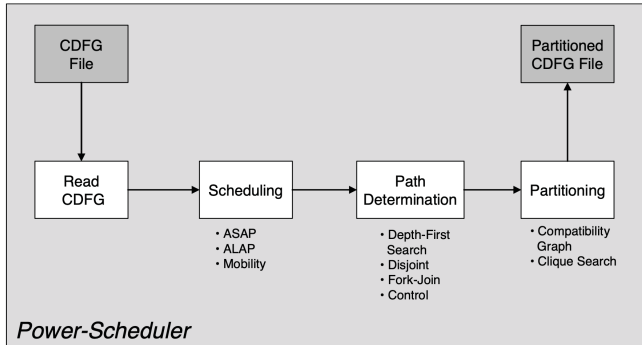 CDFG
File
Partitioned
CDFG File
Read
CDFG
Scheduling
Path
Determination
Partitioning
• ASAP
• ALAP
• Mobility
• Depth-First
Search
• Disjoint
• Fork-Join
• Control
• Compatibility
Graph
• Clique Search
Power-Scheduler